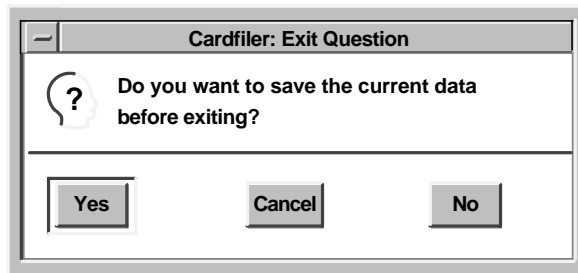 Cardfiler: Exit Question
?
Do you want to save the current data
before exiting?
Yes Cancel No